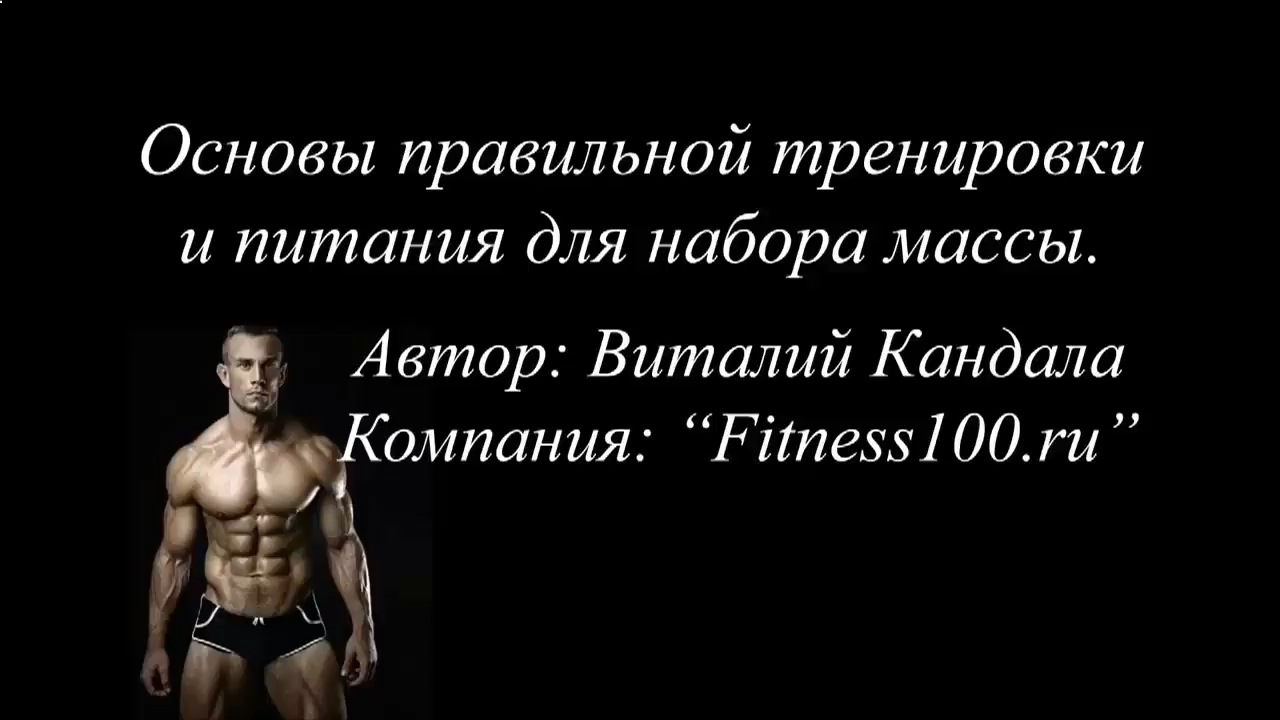 Основы правильной тренировки
и питания для набора массы.
Автор: Виталий Кандала
Компания: “Fitness100.ru”